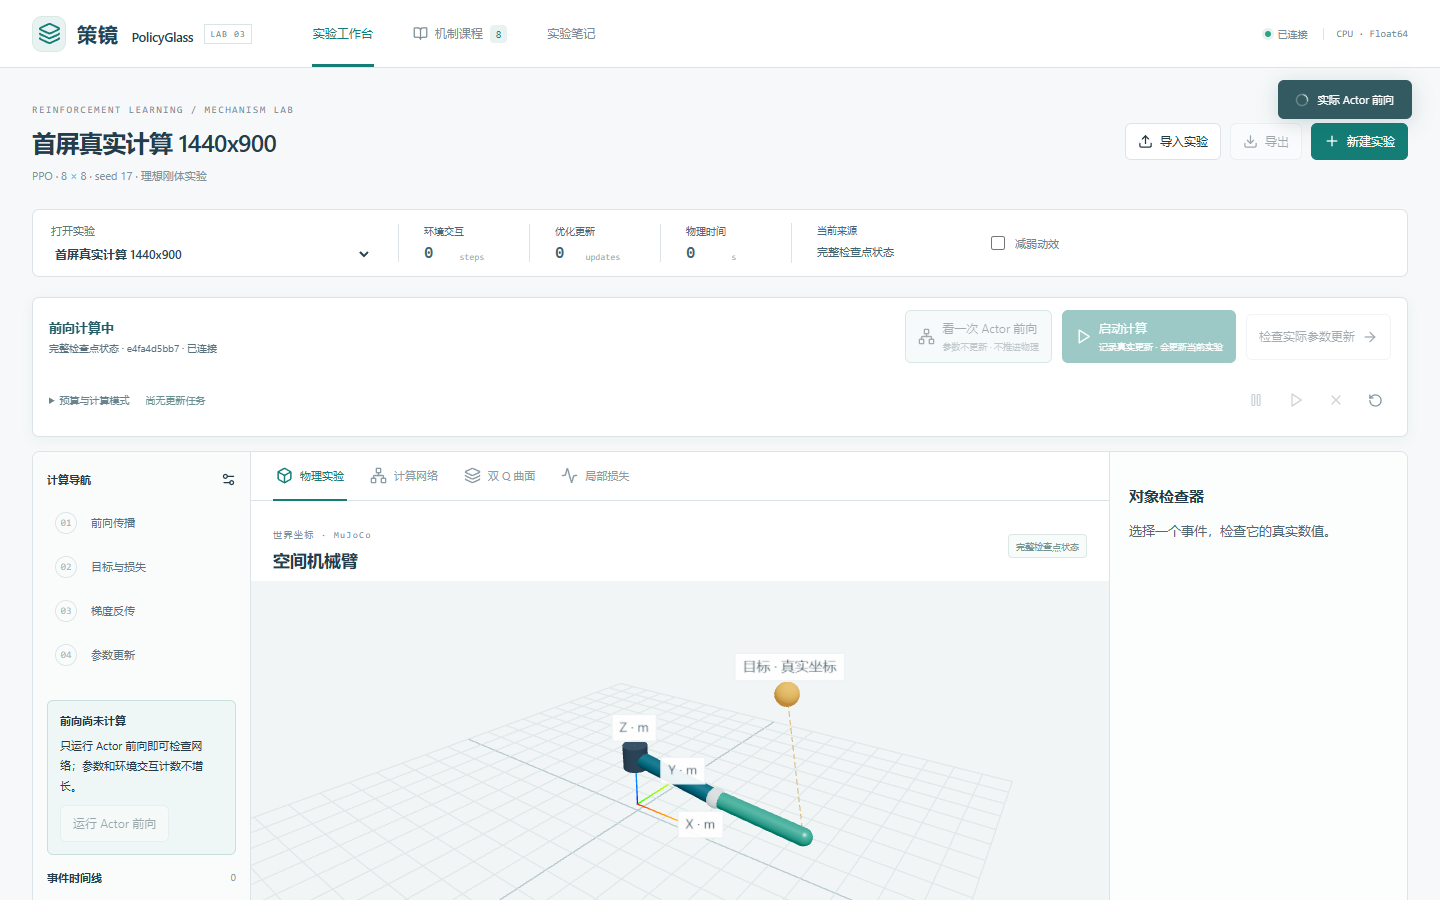 策镜 PolicyGlass LAB 03
实验工作台
机制课程 8
实验笔记
已连接
CPU · Float64
实际 Actor 前向
REINFORCEMENT LEARNING / MECHANISM LAB
首屏真实计算 1440x900
PPO · 8 × 8 · seed 17 · 理想刚体实验
导入实验
导出
新建实验
打开实验
首屏真实计算 1440x900
环境交互
0 steps
优化更新
0 updates
物理时间
0 s
当前来源
完整检查点状态
减弱动效
前向计算中
完整检查点状态 · e4fa4d5bb7 · 已连接
看一次 Actor 前向
参数不更新 · 不推进物理
启动计算
记录真实更新 · 会更新当前实验
检查实际参数更新
预算与计算模式
尚无更新任务
计算导航
01 前向传播
02 目标与损失
03 梯度反传
04 参数更新
前向尚未计算
只运行 Actor 前向即可检查网
络；参数和环境交互计数不增
长。
运行 Actor 前向
事件时间线 0
物理实验
计算网络
双 Q 曲面
局部损失
世界坐标 · MuJoCo
空间机械臂
完整检查点状态
目标 · 真实坐标
Z · m
Y · m
X · m
对象检查器
选择一个事件，检查它的真实数值。